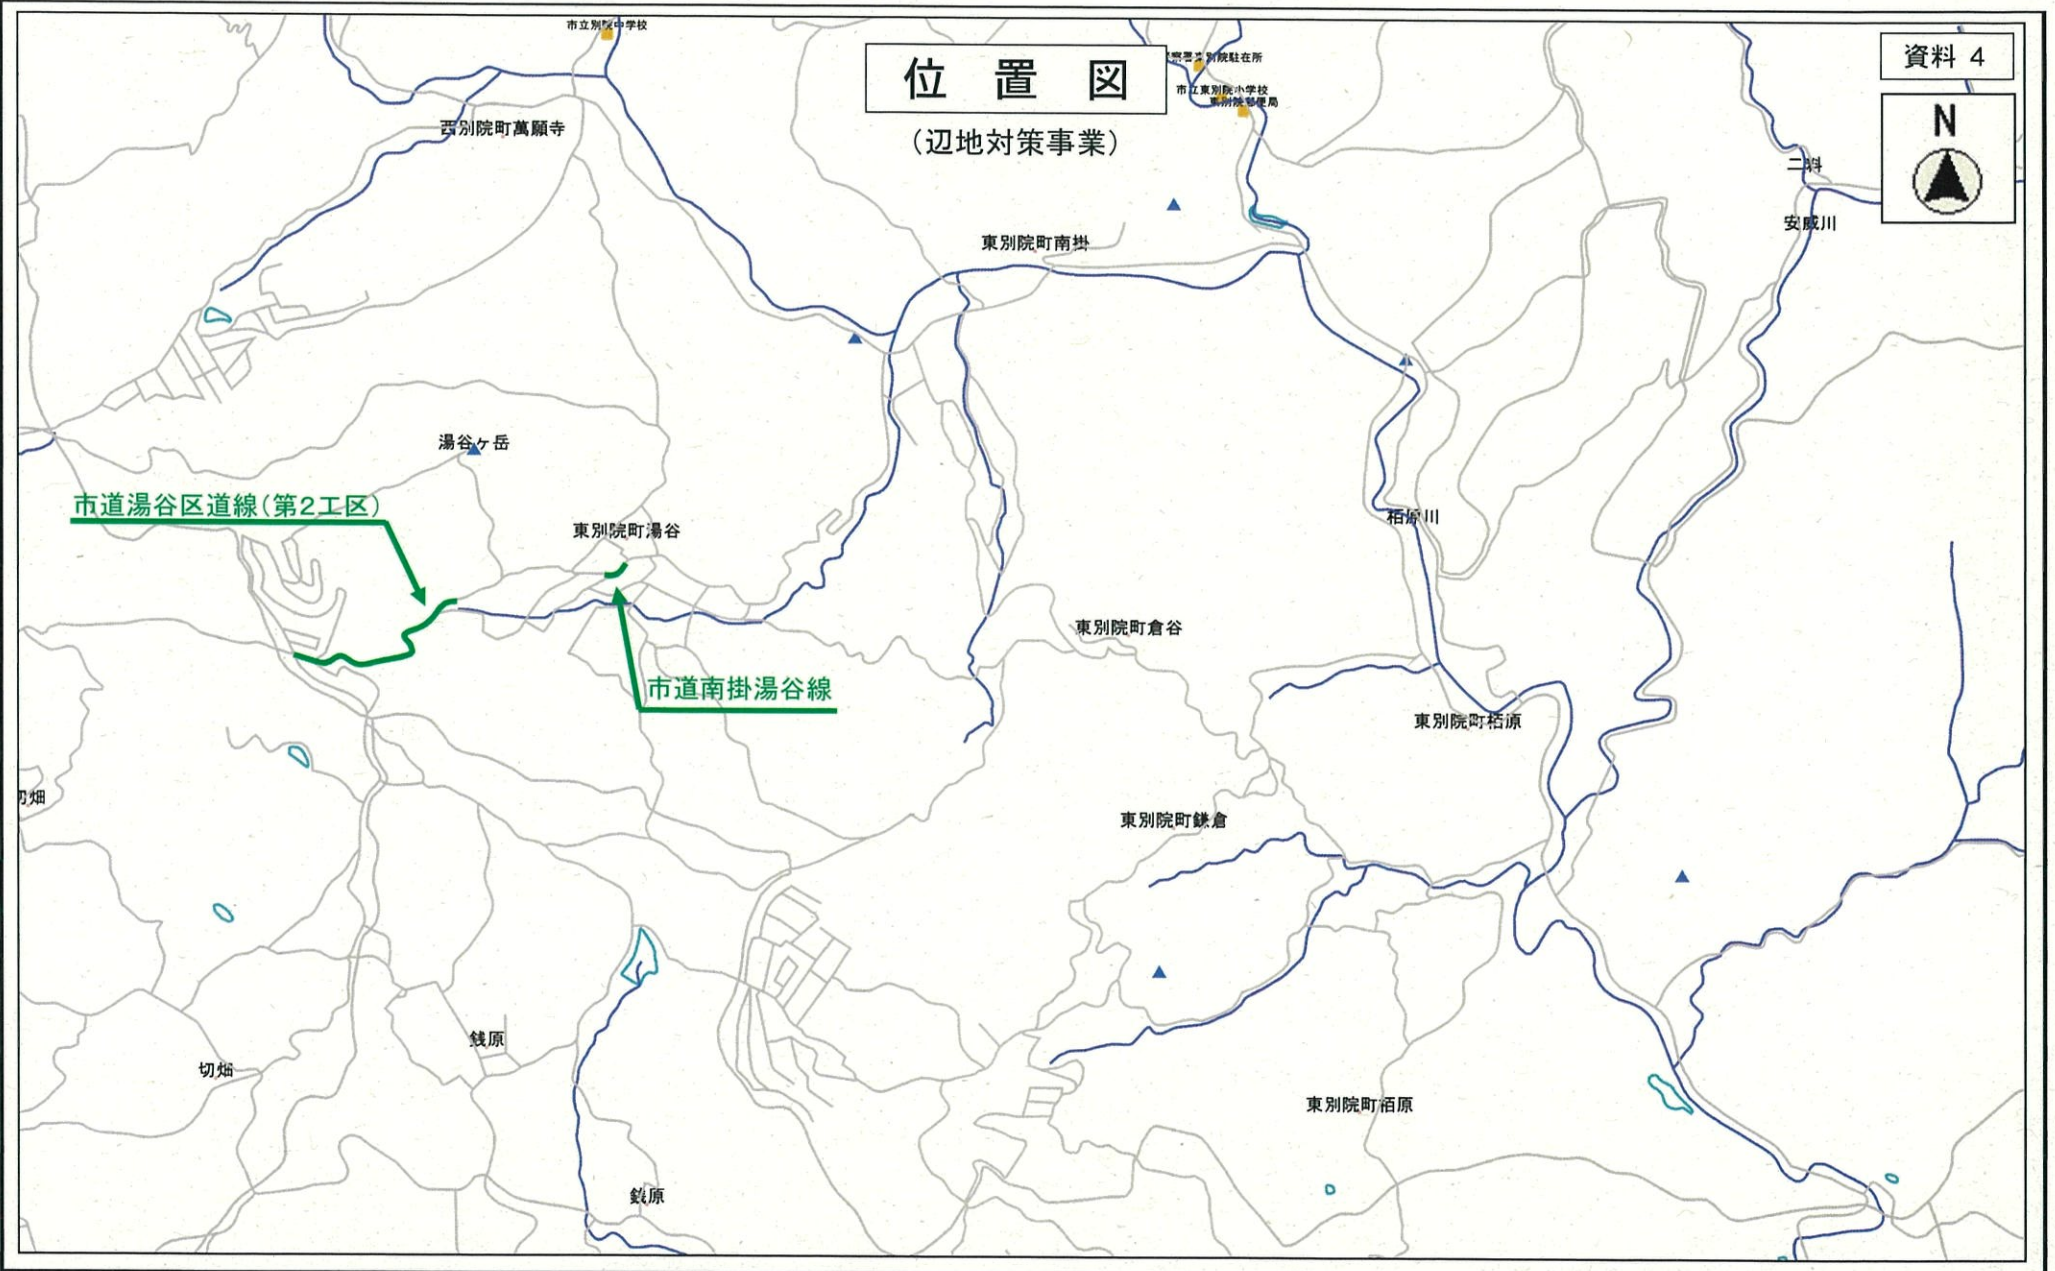 市立別院中学校
位 置 図
(辺地対策事業)
資料 4
N
市立東別院小学校
西別院町萬願寺
二料
安威川
東別院町南掛
湯谷ヶ岳
市道湯谷区道線(第2工区)
東別院町湯谷
栢原川
東別院町倉谷
市道南掛湯谷線
東別院町栢原
切畑
東別院町鎌倉
銭原
切畑
東別院町栢原
銭原